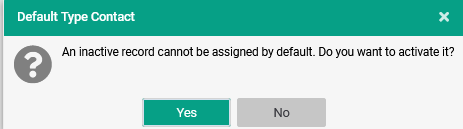 Default Type Contact
An inactive record cannot be assigned by default. Do you want to activate it?
Yes
No